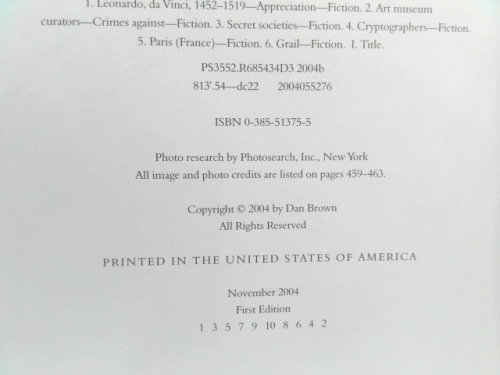 1. Leonardo, da Vinci, 1452–1519—Appreciation—Fiction. 2. Art museum
curators—Crimes against—Fiction. 3. Secret societies—Fiction. 4. Cryptographers—Fiction.
5. Paris (France)—Fiction. 6. Grail—Fiction. I. Title.
PS3552.R685434D3 2004b
813'.54—dc22 2004055276
ISBN 0-385-51375-5
Photo research by Photosearch, Inc., New York
All image and photo credits are listed on pages 459–463.
Copyright © 2004 by Dan Brown
All Rights Reserved
PRINTED IN THE UNITED STATES OF AMERICA
November 2004
First Edition
1 3 5 7 9 10 8 6 4 2